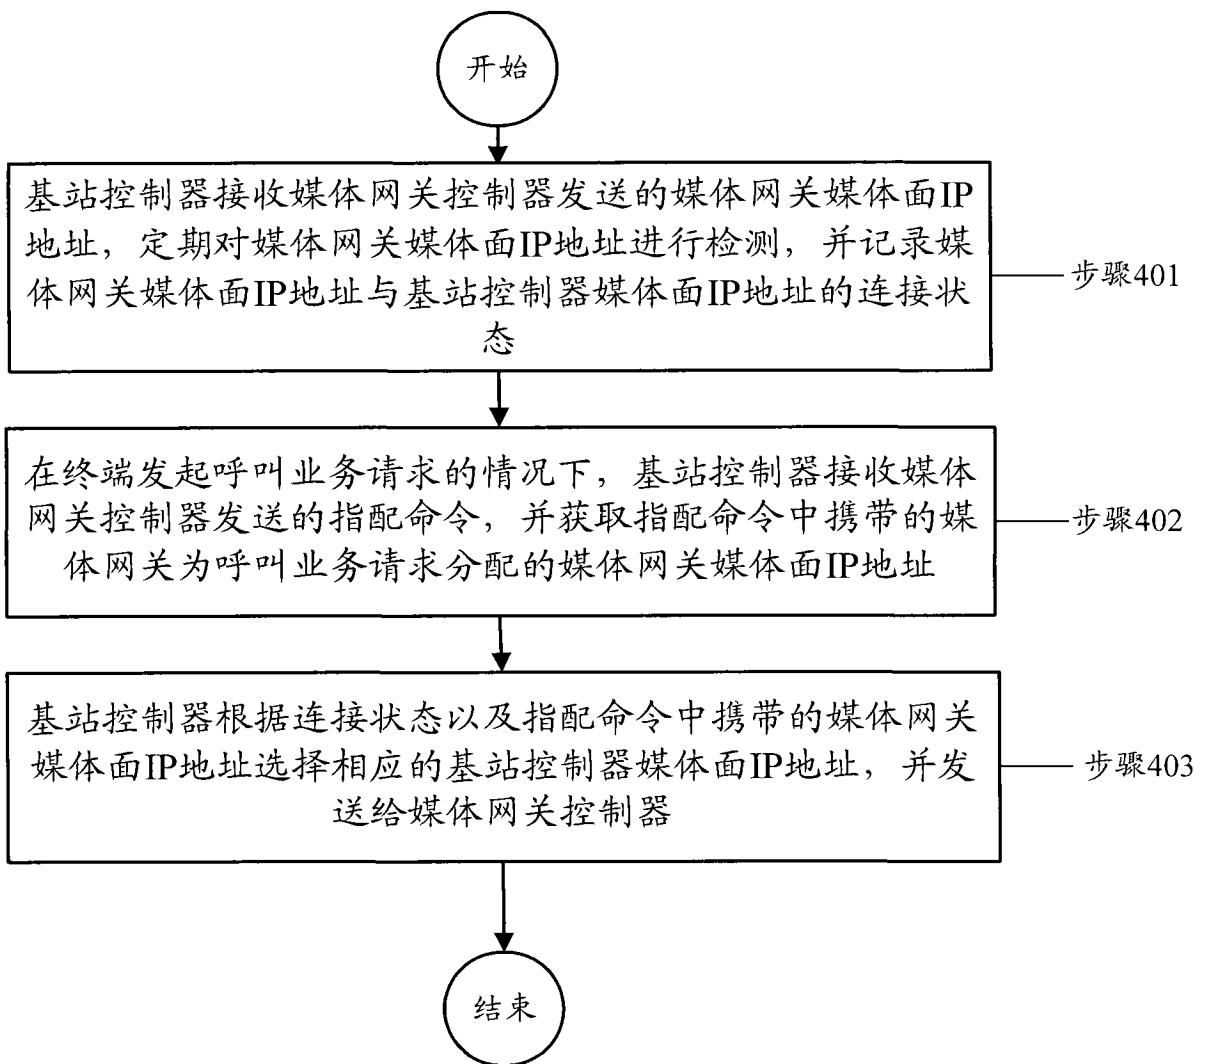 开始
基站控制器接收媒体网关控制器发送的媒体网关媒体面IP
地址，定期对媒体网关媒体面IP地址进行检测，并记录媒
体网关媒体面IP地址与基站控制器媒体面IP地址的连接状
态
步骤401
在终端发起呼叫业务请求的情况下，基站控制器接收媒体
网关控制器发送的指配命令，并获取指配命令中携带的媒
体网关为呼叫业务请求分配的媒体网关媒体面IP地址
步骤402
基站控制器根据连接状态以及指配命令中携带的媒体网关
媒体面IP地址选择相应的基站控制器媒体面IP地址，并发
送给媒体网关控制器
步骤403
结束